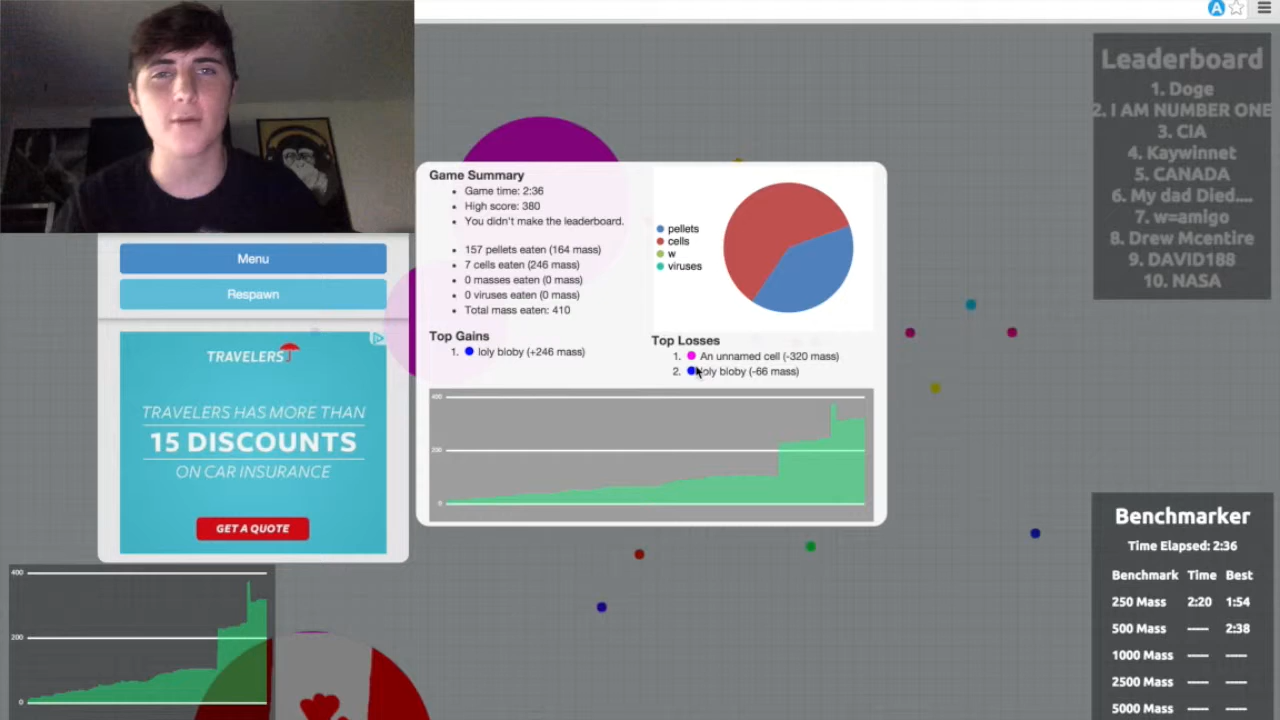 A
Leaderboard
1. Doge
2. I AM NUMBER ONE
3. CIA
4. Kaywinnet
5. CANADA
6. My dad Died....
7. w=amigo
8. Drew Mcentire
9. DAVID188
10. NASA
Game Summary
Game time: 2:36
High score: 380
You didn't make the leaderboard.
157 pellets eaten (164 mass)
7 cells eaten (246 mass)
0 masses eaten (0 mass)
0 viruses eaten (0 mass)
Total mass eaten: 410
pellets
cells
w
viruses
Top Gains
1. loly bloby (+246 mass)
Top Losses
1. An unnamed cell (-320 mass)
2. loly bloby (-66 mass)
400
200
0
Menu
Respawn
TRAVELERS
TRAVELERS HAS MORE THAN
15 DISCOUNTS
ON CAR INSURANCE
GET A QUOTE
400
200
0
Benchmarker
Time Elapsed: 2:36
Benchmark Time Best
250 Mass 2:20 1:54
500 Mass ---- 2:38
1000 Mass ---- ----
2500 Mass ---- ----
5000 Mass ---- ----